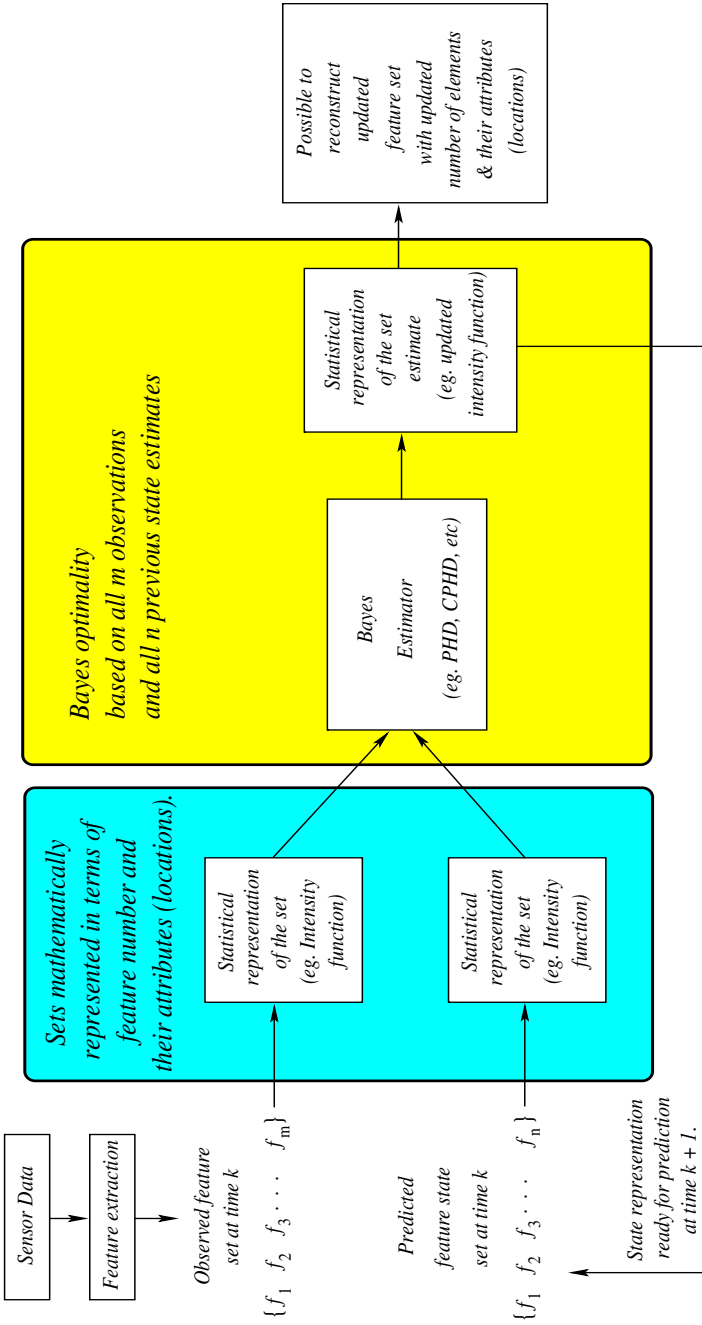 Sensor Data
Feature extraction
Observed feature
set at time k
{f1 f2 f3 · · · fm}
Predicted
feature state
set at time k
{f1 f2 f3 · · · fn}
State representation
ready for prediction
at time k + 1.
Sets mathematically
represented in terms of
feature number and
their attributes (locations).
Statistical
representation
of the set
(eg. Intensity
function)
Statistical
representation
of the set
(eg. Intensity
function)
Bayes optimality
based on all m observations
and all n previous state estimates
Bayes
Estimator
(eg. PHD, CPHD, etc)
Statistical
representation
of the set
estimate
(eg. updated
intensity function)
Possible to
reconstruct
updated
feature set
with updated
number of elements
& their attributes
(locations)